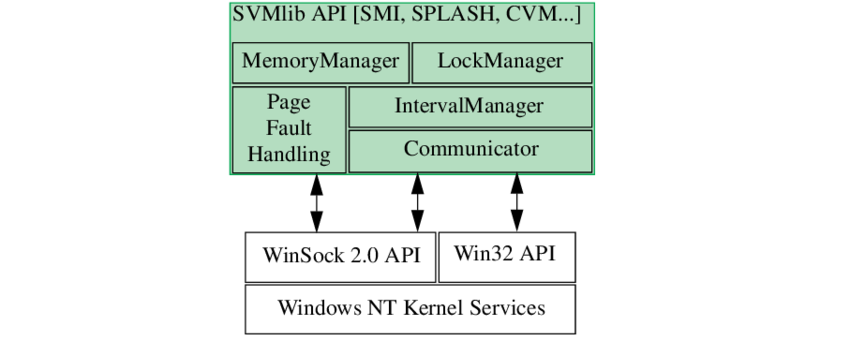 SVMlib API [SMI, SPLASH, CVM...]
MemoryManager
LockManager
Page
Fault
Handling
IntervalManager
Communicator
WinSock 2.0 API
Win32 API
Windows NT Kernel Services